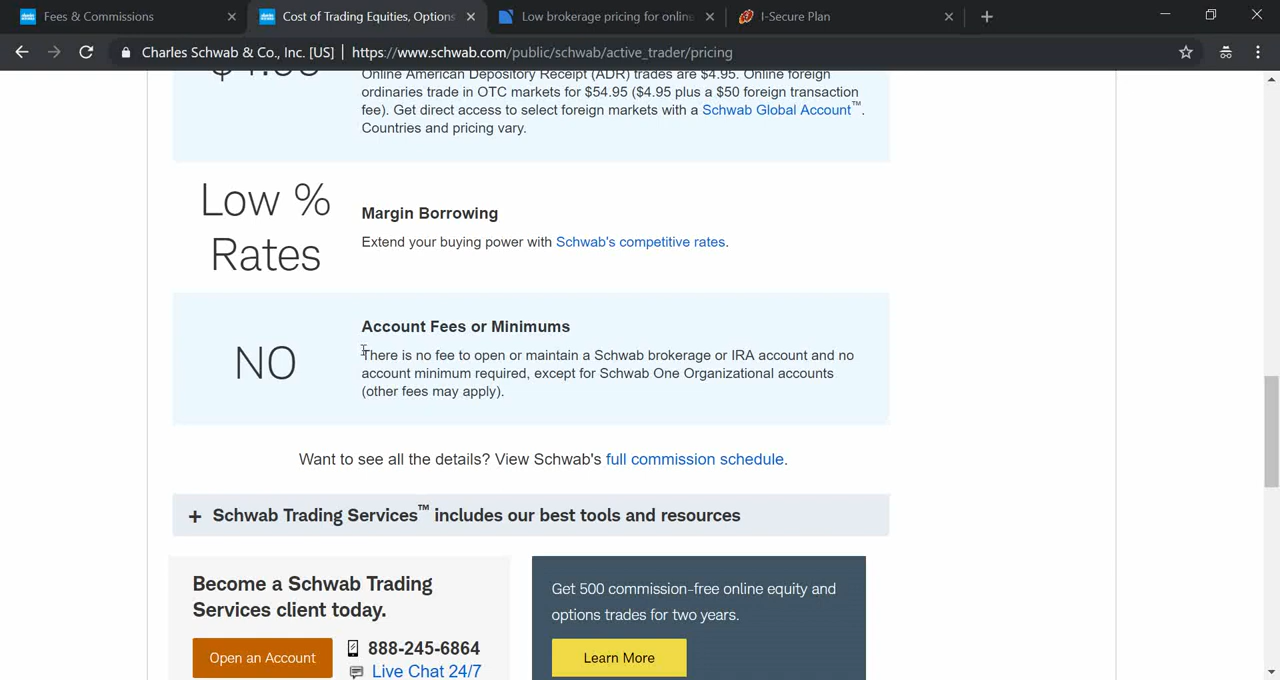 Fees & Commissions
Cost of Trading Equities, Options
Low brokerage pricing for online
I-Secure Plan
Charles Schwab & Co., Inc. [US] | https://www.schwab.com/public/schwab/active_trader/pricing
Online American Depository Receipt (ADR) trades are $4.95. Online foreign
ordinaries trade in OTC markets for $54.95 ($4.95 plus a $50 foreign transaction
fee). Get direct access to select foreign markets with a Schwab Global Account™.
Countries and pricing vary.
Low %
Rates
Margin Borrowing
Extend your buying power with Schwab's competitive rates.
NO
Account Fees or Minimums
There is no fee to open or maintain a Schwab brokerage or IRA account and no
account minimum required, except for Schwab One Organizational accounts
(other fees may apply).
Want to see all the details? View Schwab's full commission schedule.
+ Schwab Trading Services™ includes our best tools and resources
Become a Schwab Trading
Services client today.
Open an Account
888-245-6864
Live Chat 24/7
Get 500 commission-free online equity and
options trades for two years.
Learn More